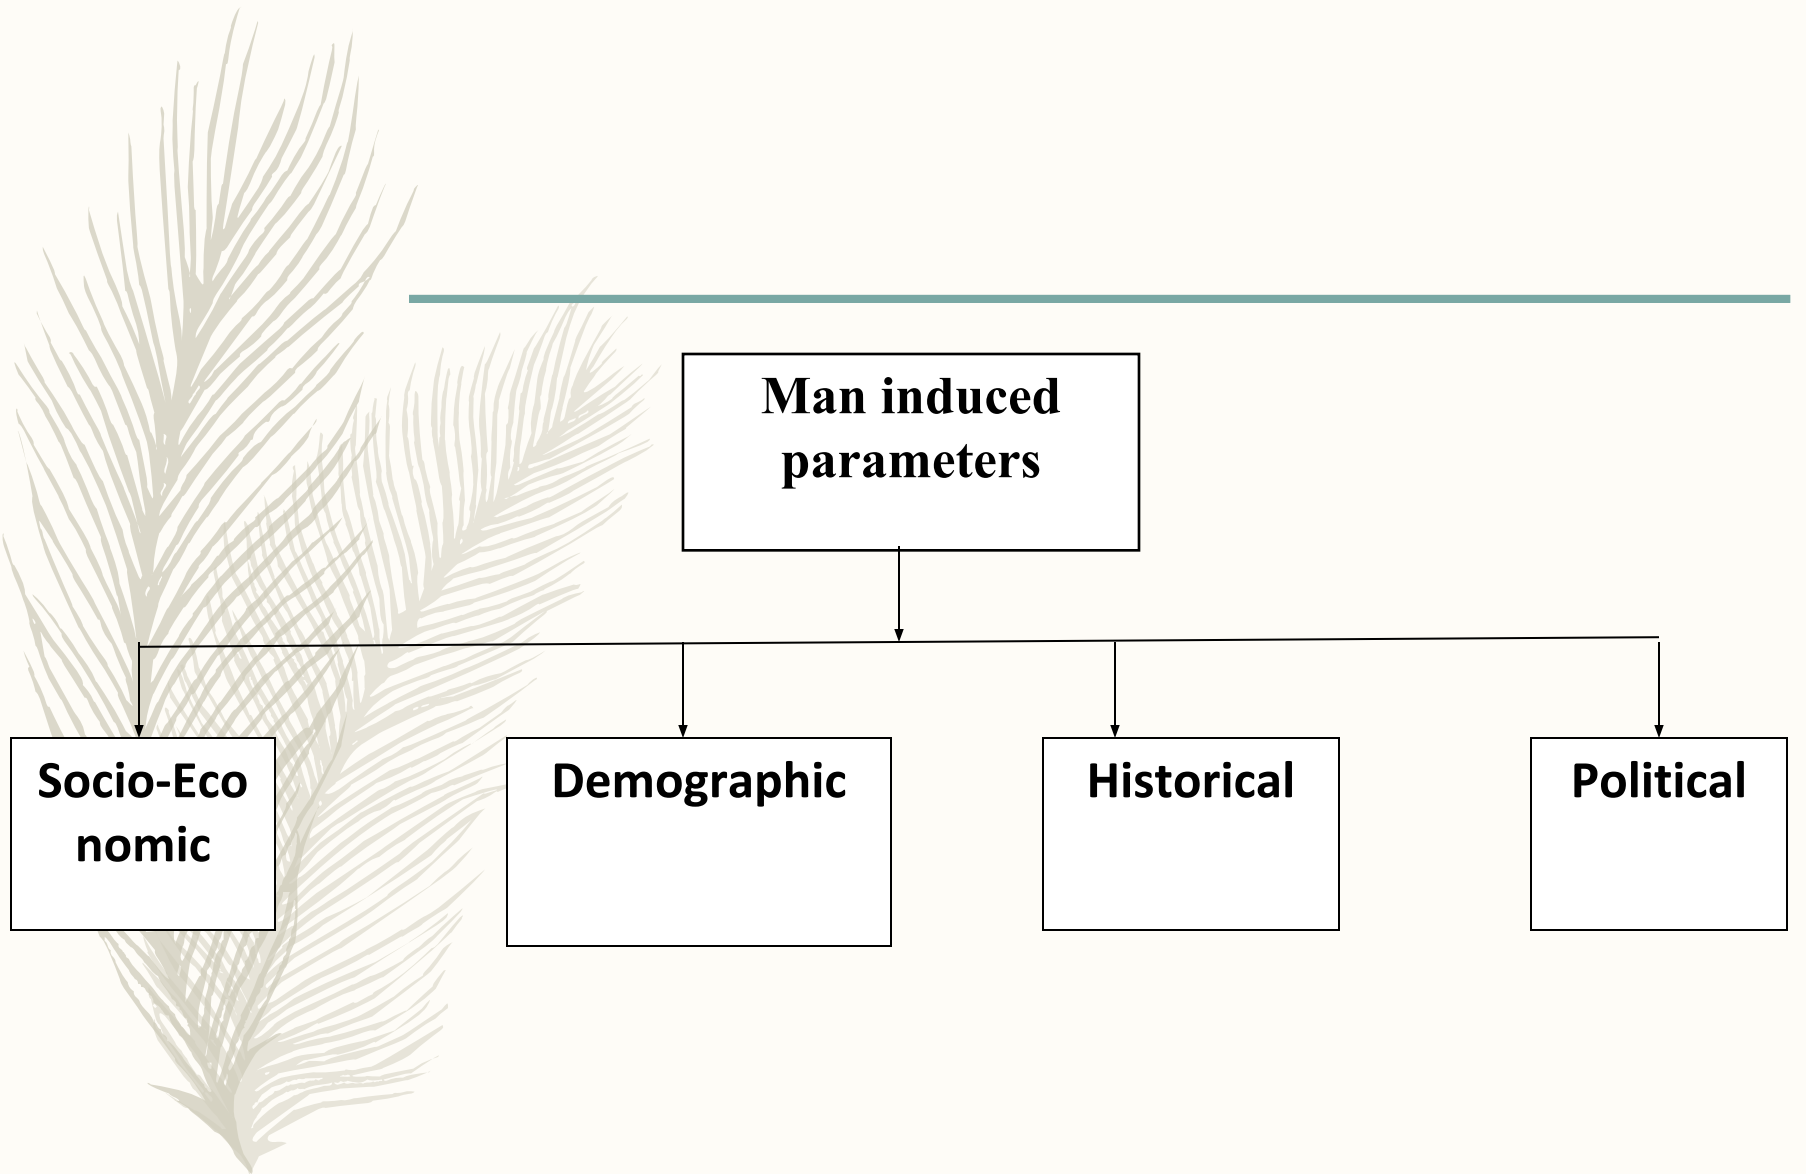 Man induced
parameters
Socio-Eco
nomic
Demographic
Historical
Political